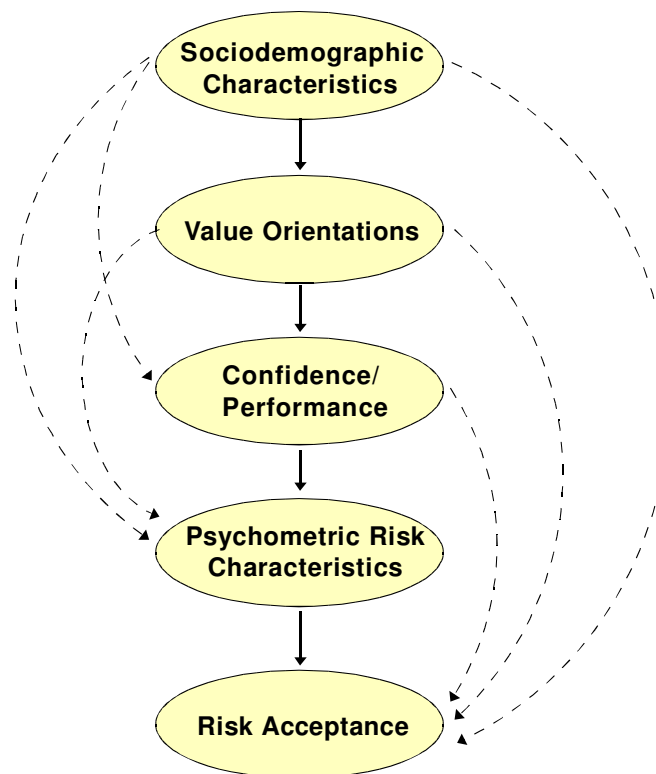 Sociodemographic
Characteristics
Value Orientations
Confidence/
Performance
Psychometric Risk
Characteristics
Risk Acceptance